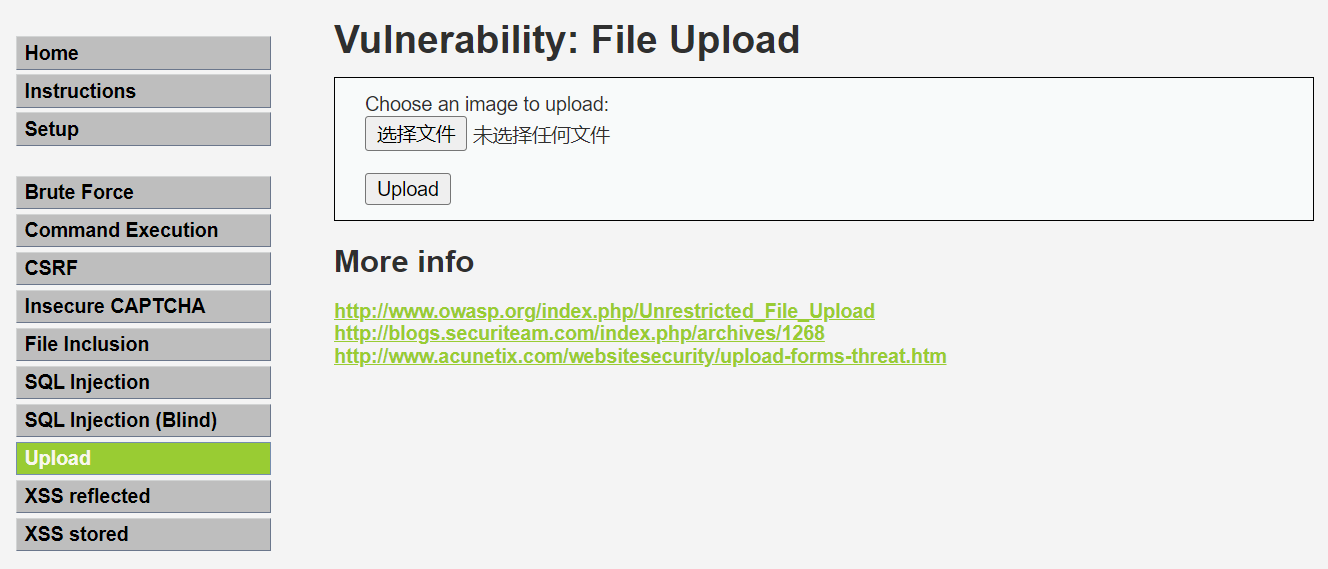 Home
Instructions
Setup
Brute Force
Command Execution
CSRF
Insecure CAPTCHA
File Inclusion
SQL Injection
SQL Injection (Blind)
Upload
XSS reflected
XSS stored
Vulnerability: File Upload
Choose an image to upload:
选择文件 未选择任何文件
Upload
More info
http://www.owasp.org/index.php/Unrestricted_File_Upload
http://blogs.securiteam.com/index.php/archives/1268
http://www.acunetix.com/websitesecurity/upload-forms-threat.htm